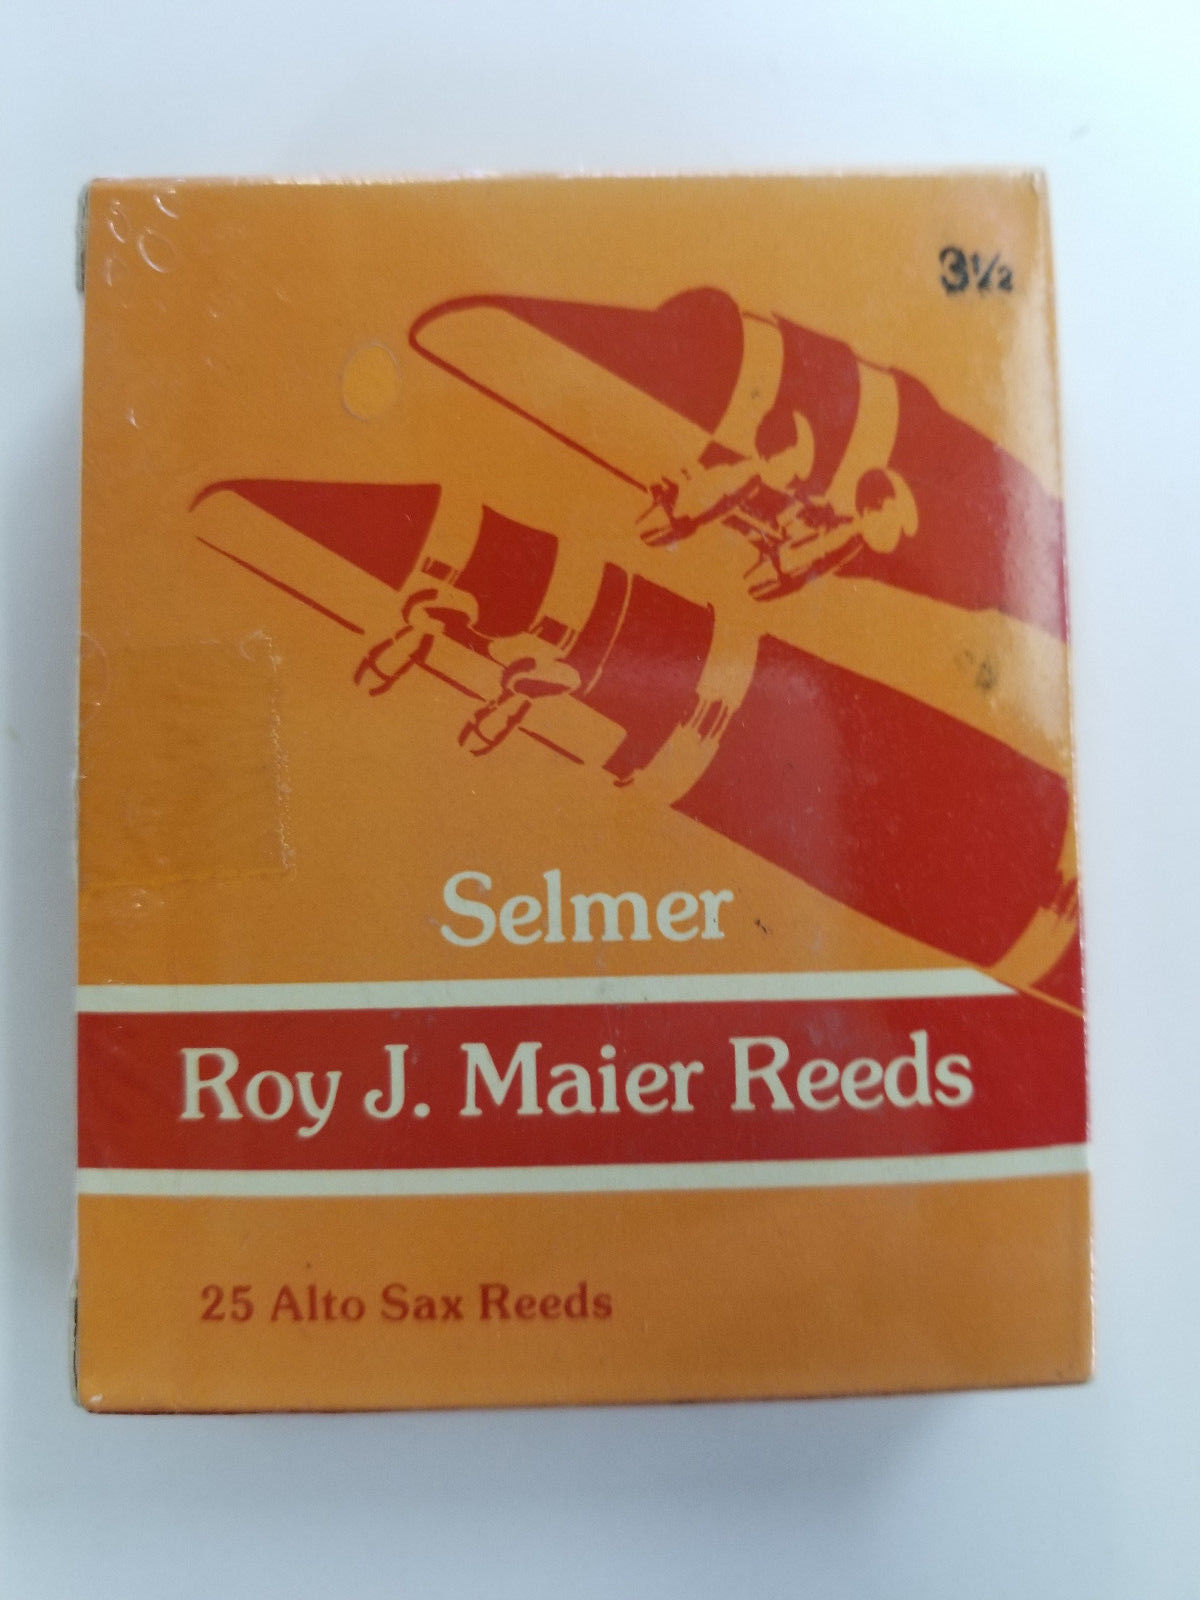 3½
Selmer
Roy J. Maier Reeds
25 Alto Sax Reeds